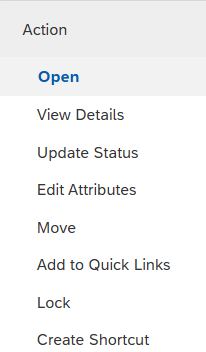 Action
Open
View Details
Update Status
Edit Attributes
Move
Add to Quick Links
Lock
Create Shortcut